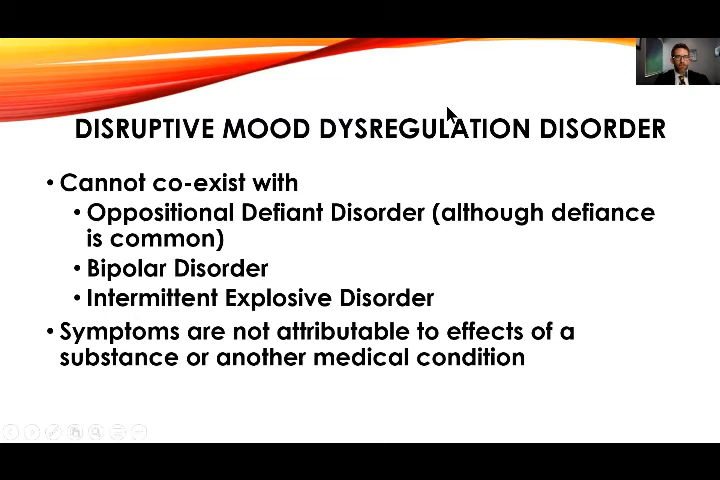 DISRUPTIVE MOOD DYSREGULATION DISORDER
• Cannot co-exist with
• Oppositional Defiant Disorder (although defiance
is common)
• Bipolar Disorder
• Intermittent Explosive Disorder
• Symptoms are not attributable to effects of a
substance or another medical condition